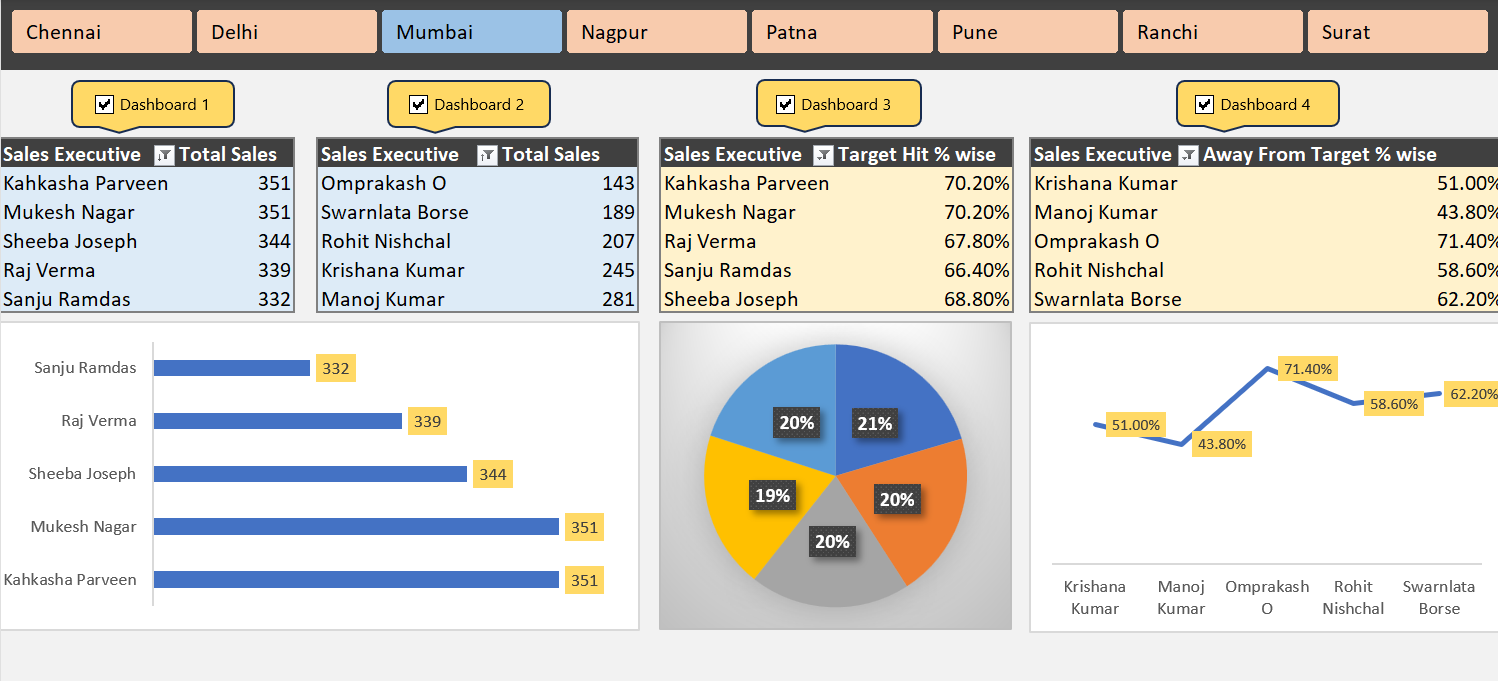 Chennai Delhi Mumbai Nagpur Patna Pune Ranchi Surat
Dashboard 1 Dashboard 2 Dashboard 3 Dashboard 4
Sales Executive Total Sales
Kahkasha Parveen 351
Mukesh Nagar 351
Sheeba Joseph 344
Raj Verma 339
Sanju Ramdas 332
Sales Executive Total Sales
Omprakash O 143
Swarnlata Borse 189
Rohit Nishchal 207
Krishana Kumar 245
Manoj Kumar 281
Sales Executive Target Hit % wise
Kahkasha Parveen 70.20%
Mukesh Nagar 70.20%
Raj Verma 67.80%
Sanju Ramdas 66.40%
Sheeba Joseph 68.80%
Sales Executive Away From Target % wise
Krishana Kumar 51.00%
Manoj Kumar 43.80%
Omprakash O 71.40%
Rohit Nishchal 58.60%
Swarnlata Borse 62.20%
Sanju Ramdas 332
Raj Verma 339
Sheeba Joseph 344
Mukesh Nagar 351
Kahkasha Parveen 351
20% 21%
19% 20%
20%
71.40%
62.20%
58.60%
51.00%
43.80%
Krishana Manoj Omprakash Rohit Swarnlata
Kumar Kumar O Nishchal Borse